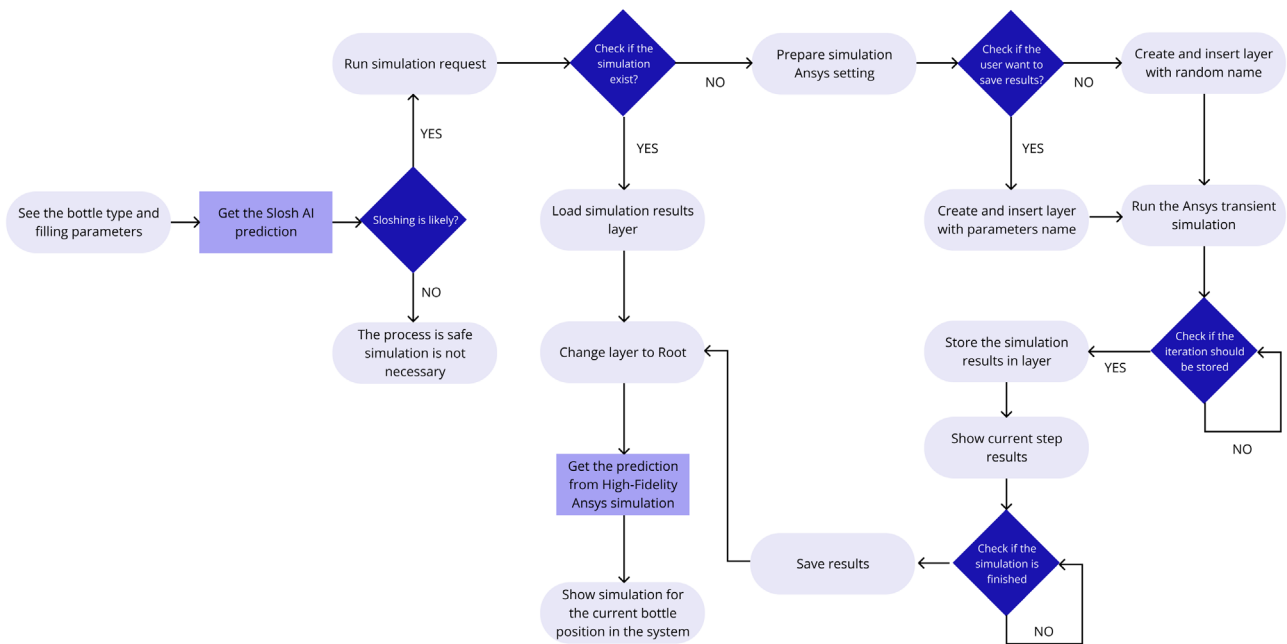 Run simulation request
Check if the
simulation
exist?
NO
Prepare simulation
Ansys setting
Check if the
user want to
save results?
NO
Create and insert layer
with random name
YES
YES
YES
See the bottle type and
filling parameters
Get the Slosh AI
prediction
Sloshing is likely?
Load simulation results
layer
Create and insert layer
with parameters name
Run the Ansys transient
simulation
NO
The process is safe
simulation is not
necessary
Change layer to Root
Store the simulation
results in layer
YES
Check if the
iteration should
be stored
NO
Show current step
results
Get the prediction
from High-Fidelity
Ansys simulation
Save results
Check if the
simulation is
finished
NO
Show simulation for
the current bottle
position in the system